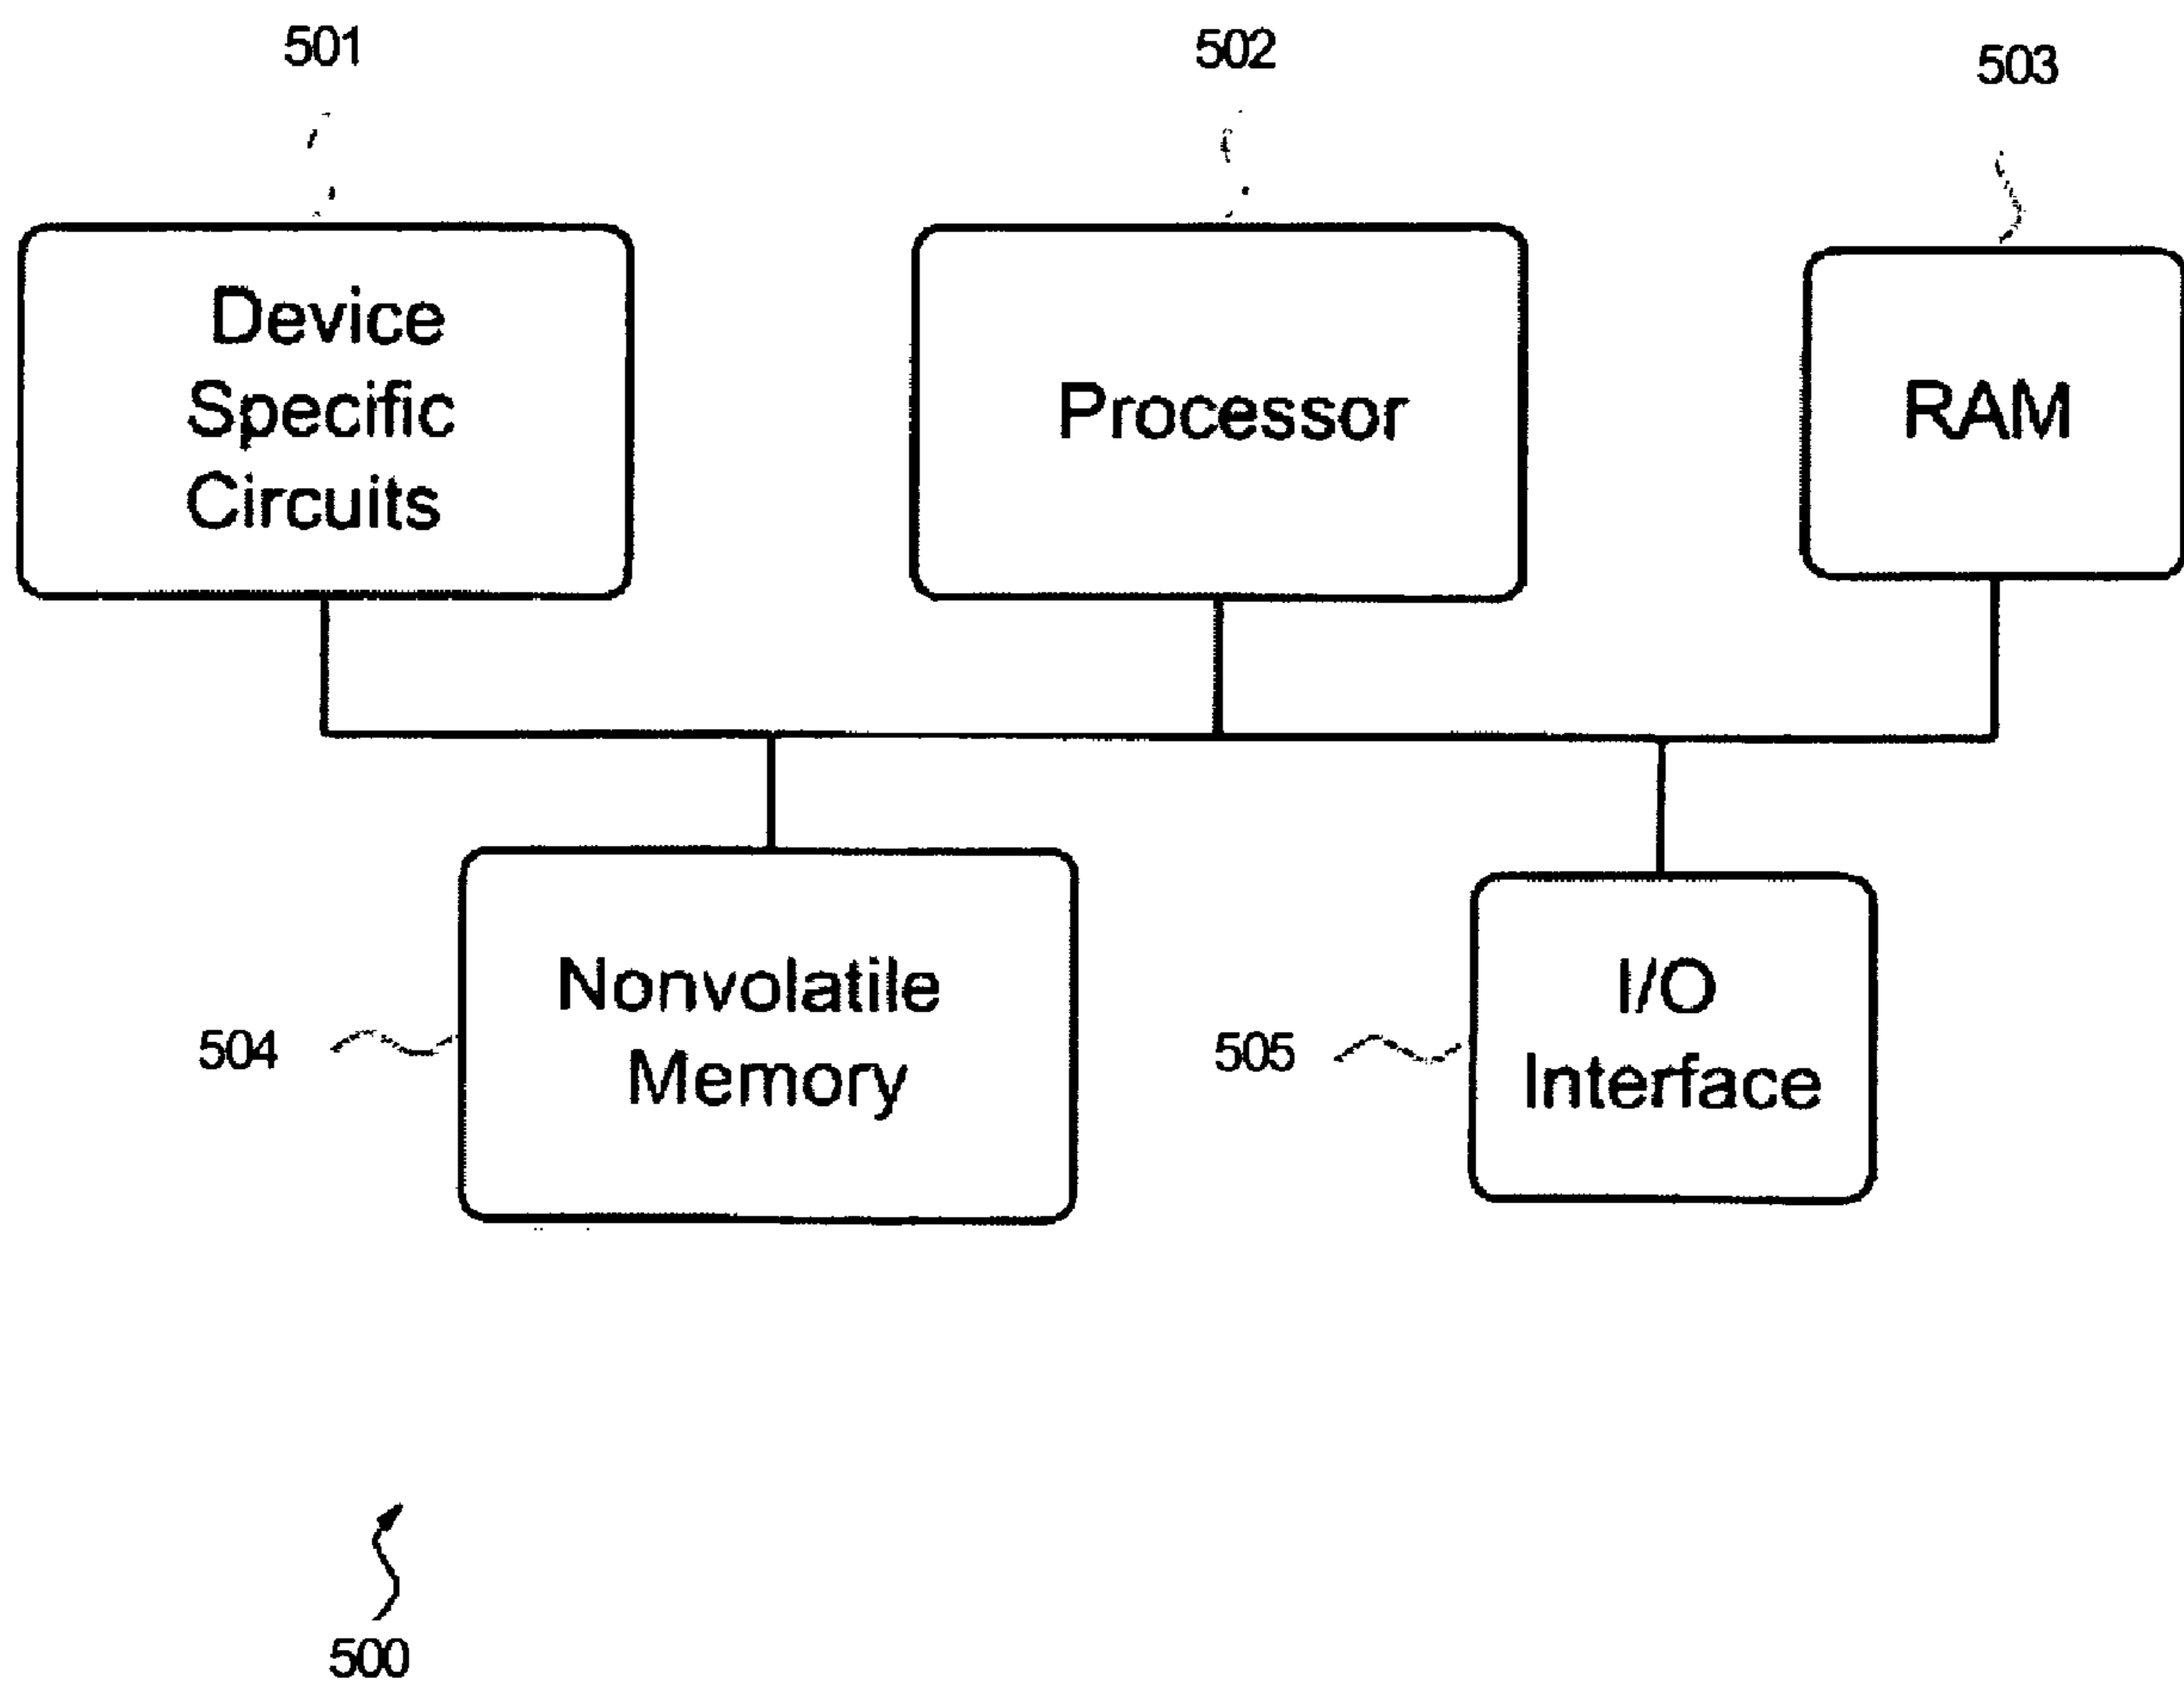 501
502
503
Device
Specific
Circuits
Processor
RAM
Nonvolatile
Memory
504
I/O
Interface
505
500